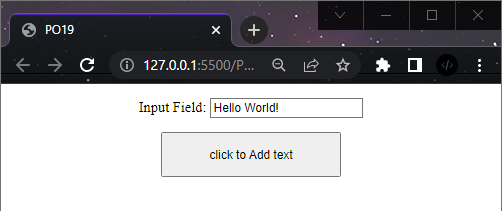 PO19
127.0.0.1:5500/P...
Input Field: Hello World!
click to Add text